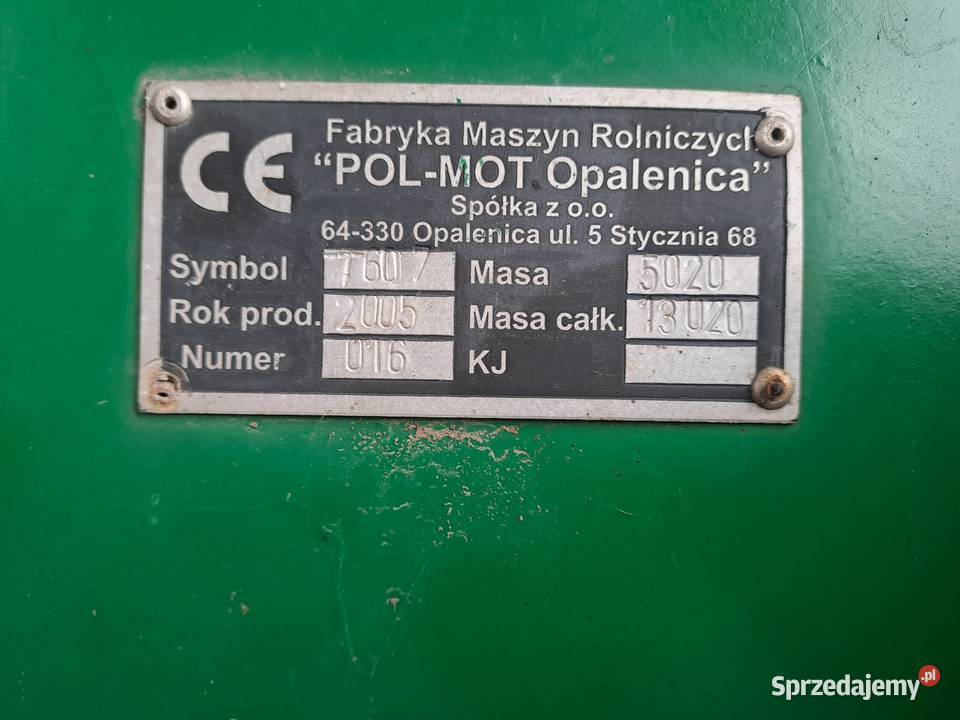 CE
Fabryka Maszyn Rolniczych
“POL-MOT Opalenica”
Spółka z o.o.
64-330 Opalenica ul. 5 Stycznia 68
Symbol 7607 Masa 5020
Rok prod. 2005 Masa całk. 13020
Numer 016 KJ
Sprzedajemy.pl